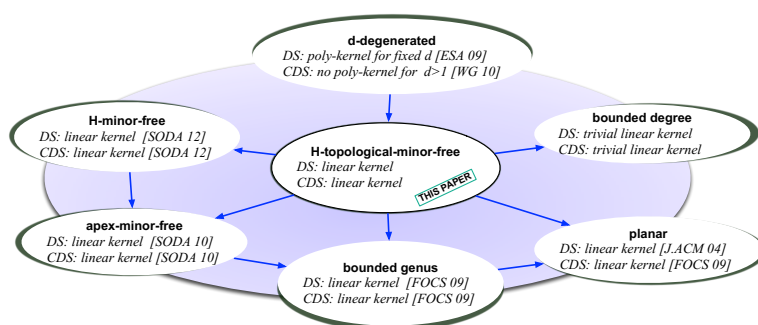 d-degenerated
DS: poly-kernel for fixed d [ESA 09]
CDS: no poly-kernel for d>1 [WG 10]
H-minor-free
DS: linear kernel [SODA 12]
CDS: linear kernel [SODA 12]
bounded degree
DS: trivial linear kernel
CDS: trivial linear kernel
H-topological-minor-free
DS: linear kernel
CDS: linear kernel
THIS PAPER
apex-minor-free
DS: linear kernel [SODA 10]
CDS: linear kernel [SODA 10]
planar
DS: linear kernel [J.ACM 04]
CDS: linear kernel [FOCS 09]
bounded genus
DS: linear kernel [FOCS 09]
CDS: linear kernel [FOCS 09]